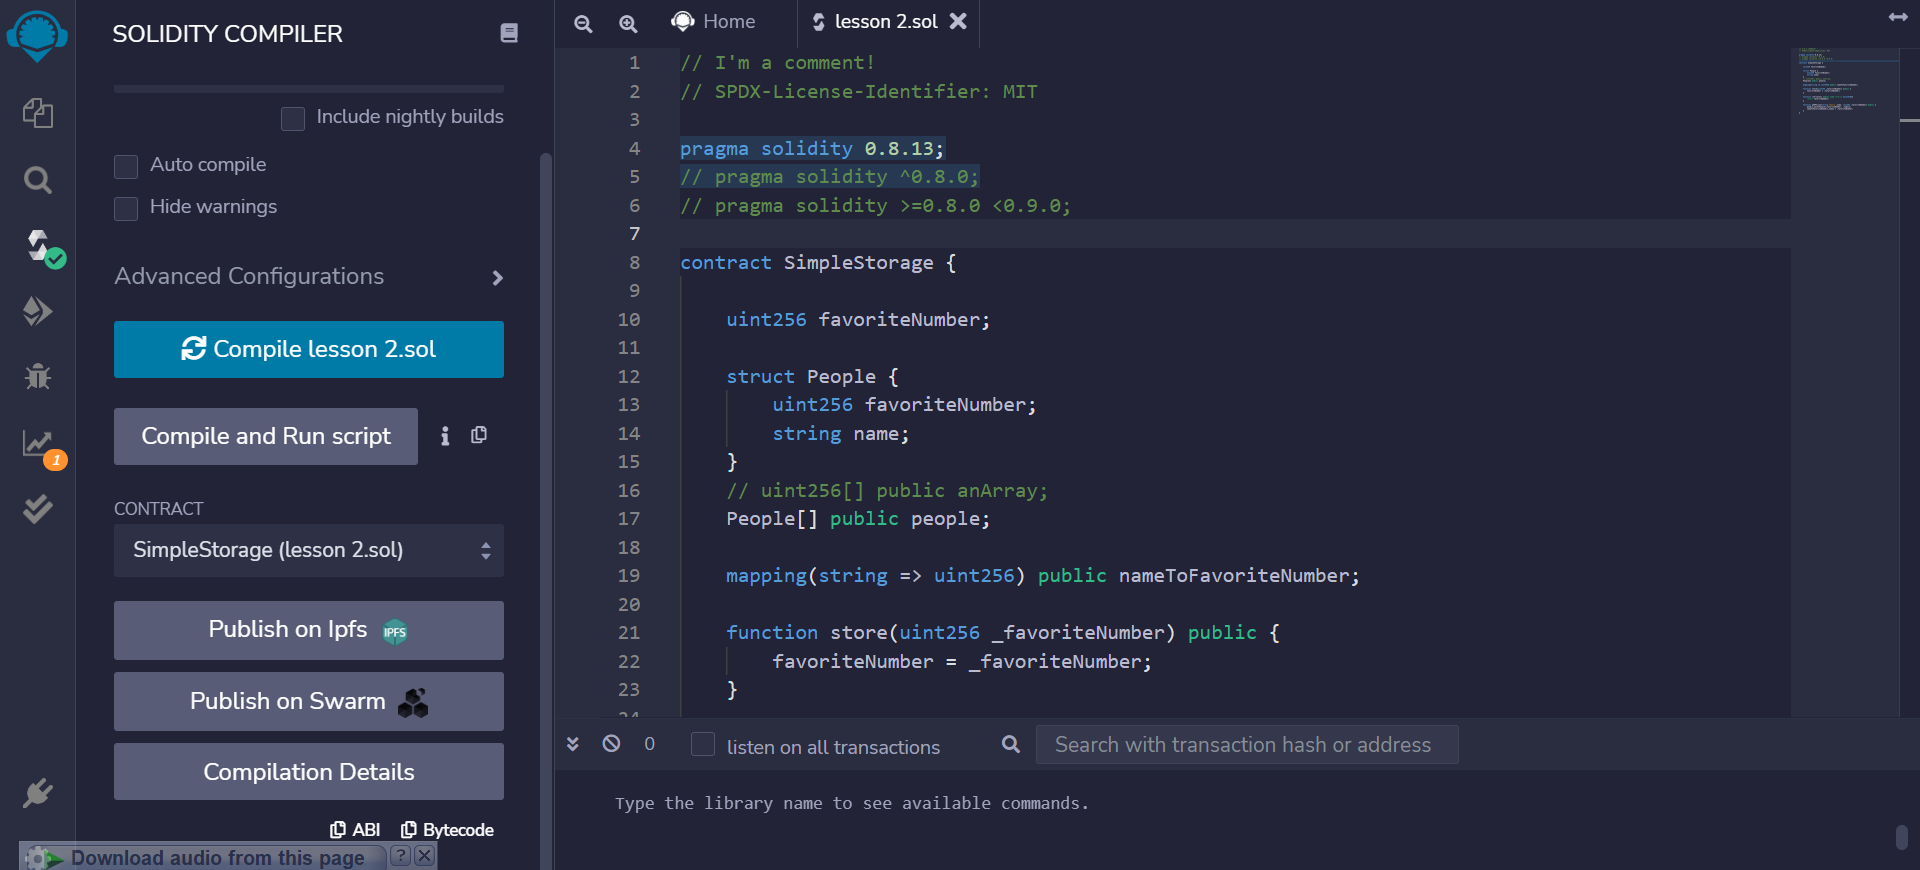 SOLIDITY COMPILER
Include nightly builds
Auto compile
Hide warnings
Advanced Configurations
Compile lesson 2.sol
Compile and Run script
1
CONTRACT
SimpleStorage (lesson 2.sol)
Publish on Ipfs IPFS
Publish on Swarm
Compilation Details
ABI Bytecode
Download audio from this page ?
Home lesson 2.sol
1 // I'm a comment!
2 // SPDX-License-Identifier: MIT
3
4 pragma solidity 0.8.13;
5 // pragma solidity ^0.8.0;
6 // pragma solidity >=0.8.0 <0.9.0;
7
8 contract SimpleStorage {
9
10 uint256 favoriteNumber;
11
12 struct People {
13 uint256 favoriteNumber;
14 string name;
15 }
16 // uint256[] public anArray;
17 People[] public people;
18
19 mapping(string => uint256) public nameToFavoriteNumber;
20
21 function store(uint256 _favoriteNumber) public {
22 favoriteNumber = _favoriteNumber;
23 }
24
0 listen on all transactions Search with transaction hash or address
Type the library name to see available commands.